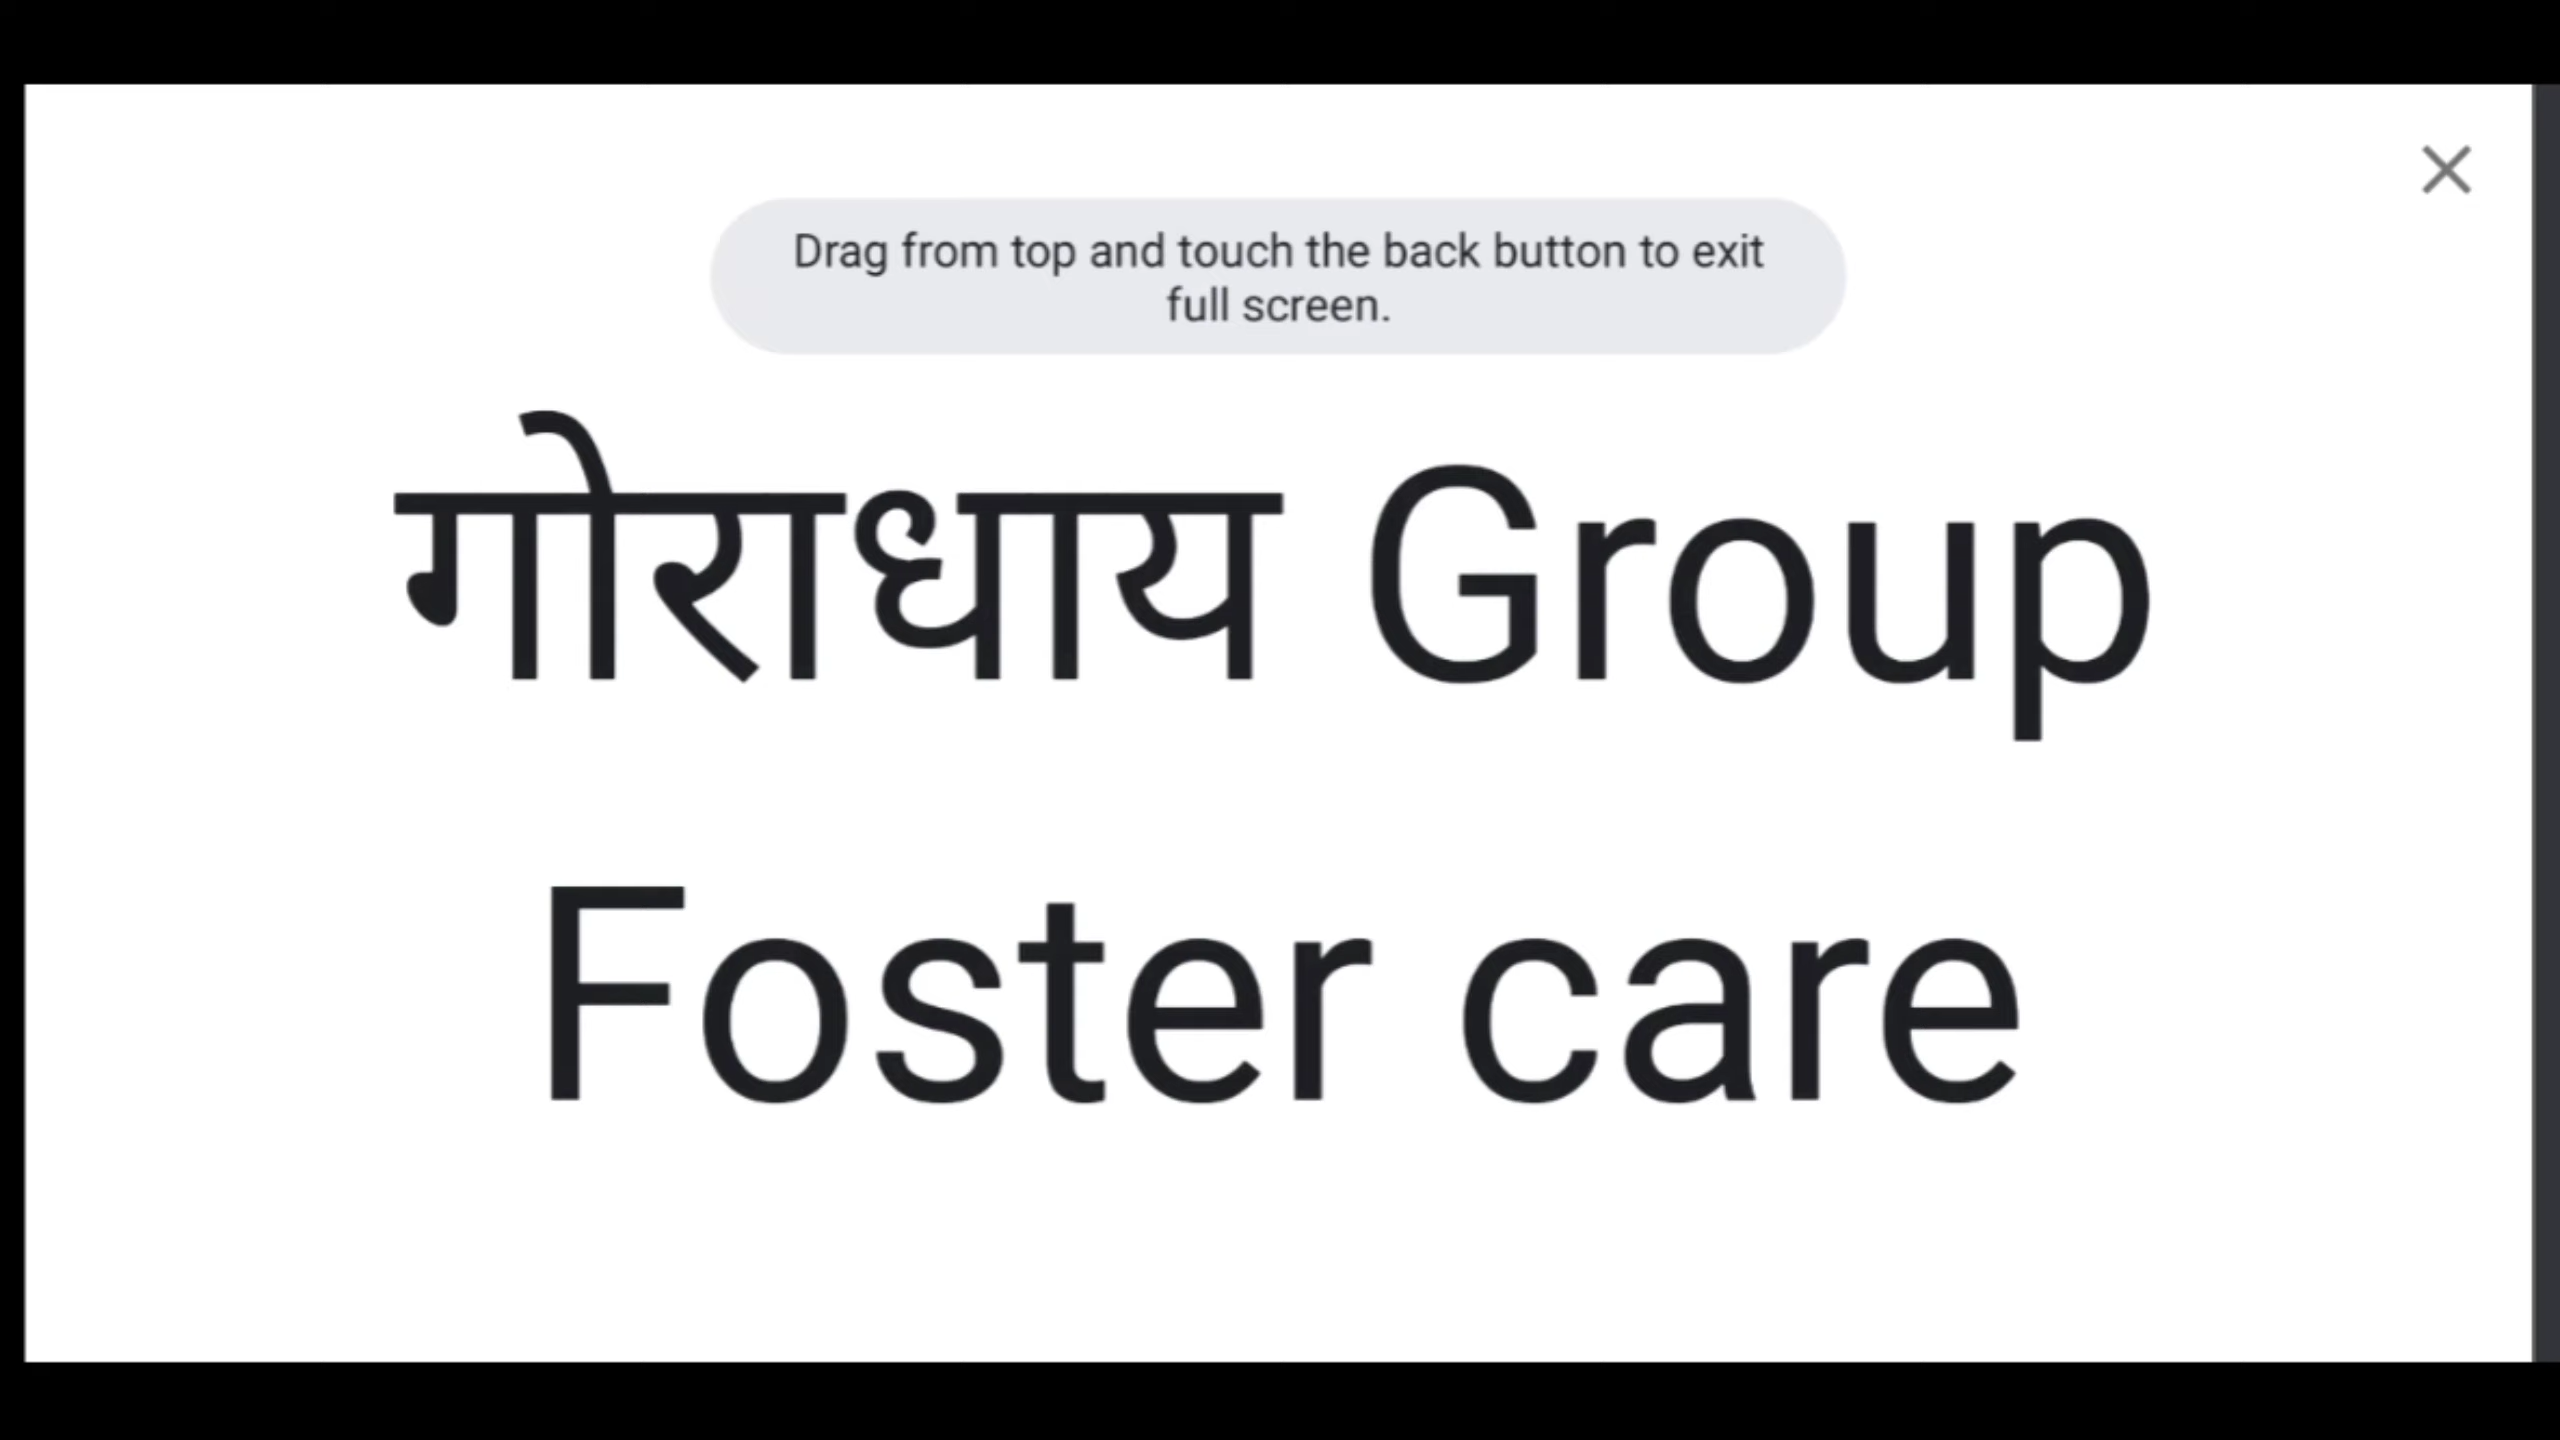 Drag from top and touch the back button to exit
full screen.
गोराधाय Group
Foster care